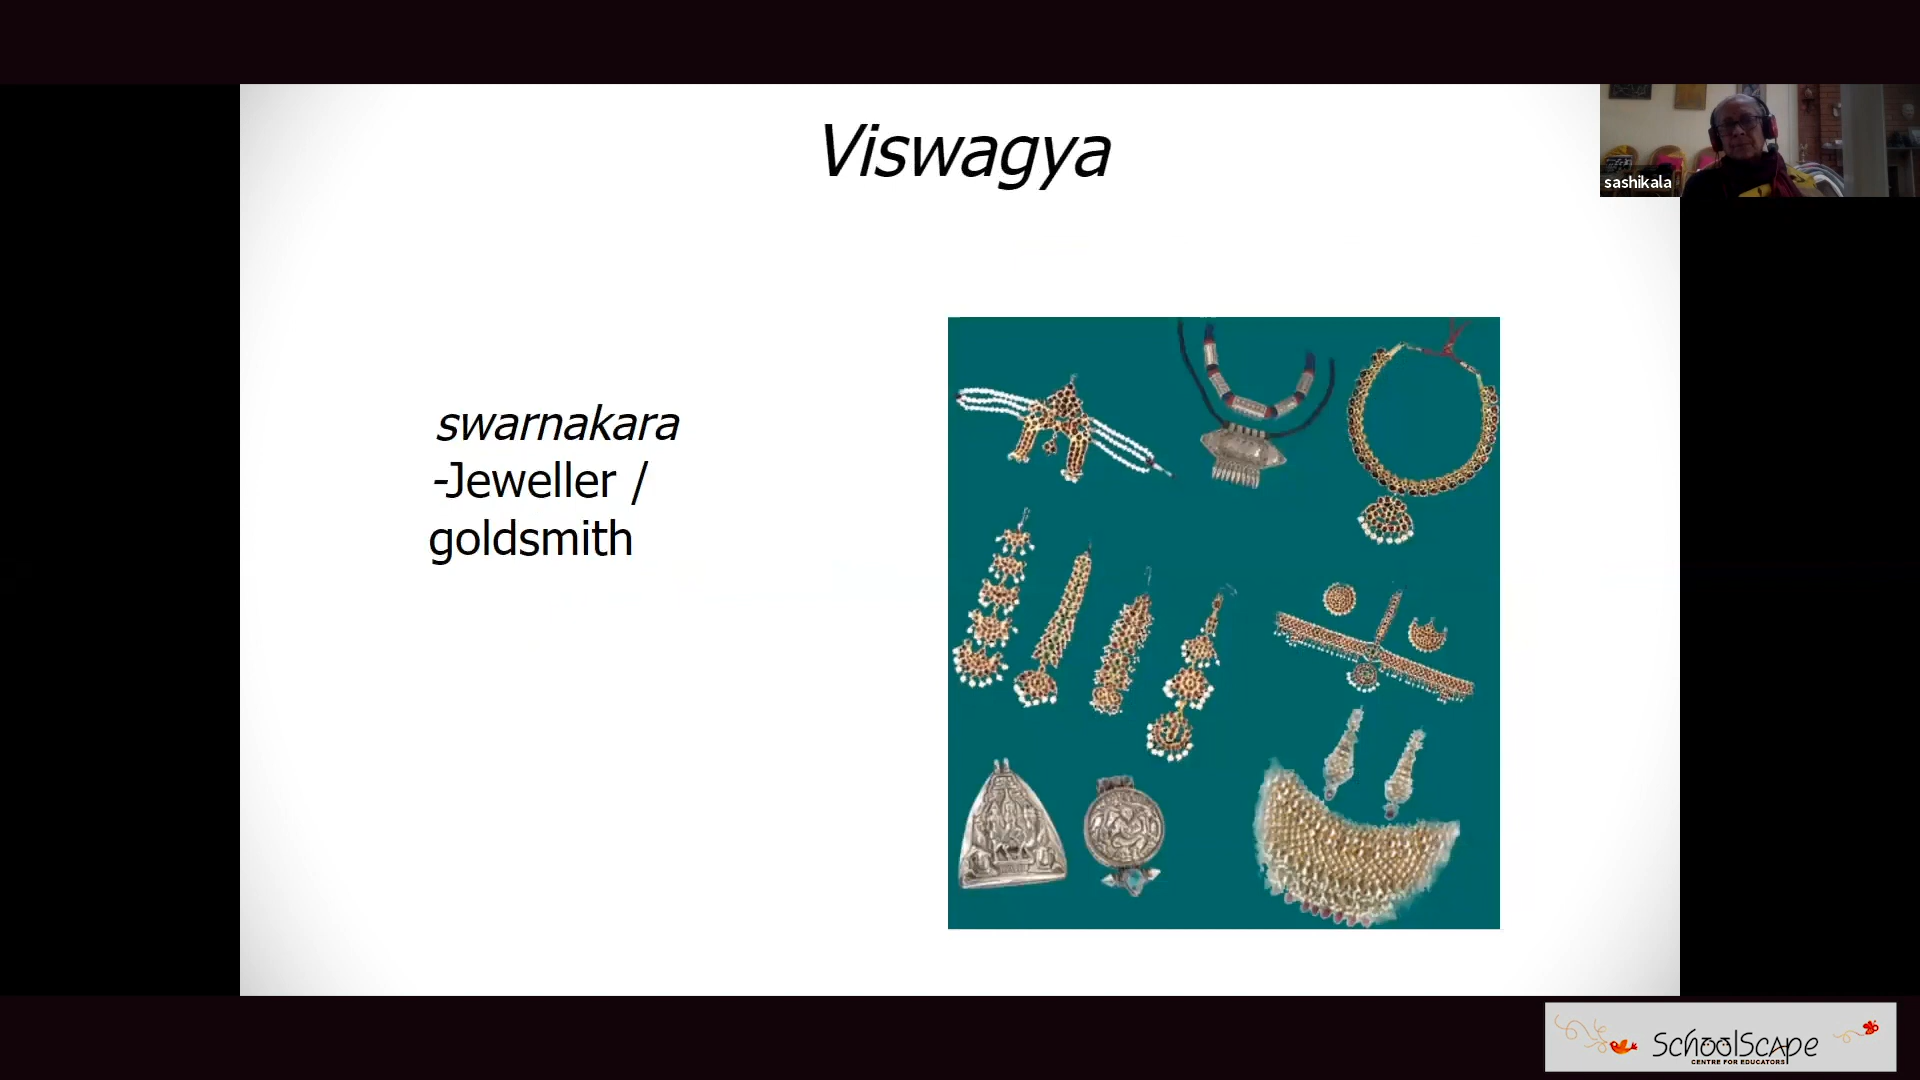 Viswagya
sashikala
swarnakara
-Jeweller /
goldsmith
SchoolScape
CENTRE FOR EDUCATORS